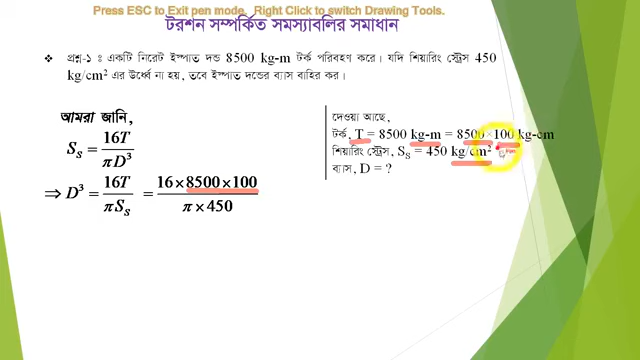 Press ESC to Exit pen mode. Right Click to switch Drawing Tools.
টরশন সম্পর্কিত সমস্যাবলির সমাধান
❖ প্রশ্ন-১ ঃ একটি নিরেট ইস্পাত দন্ড 8500 kg-m টর্ক পরিবহণ করে। যদি শিয়ারিং স্ট্রেস 450
kg/cm² এর উর্ধ্বে না হয়, তবে ইস্পাত দন্ডের ব্যাস বাহির কর।
আমরা জানি,
S_s = 16T / πD³
⇒ D³ = 16T / πS_s = 16 × 8500 × 100 / π × 450
দেওয়া আছে,
টর্ক, T = 8500 kg-m = 8500 × 100 kg-cm
শিয়ারিং স্ট্রেস, S_s = 450 kg/cm²
ব্যাস, D = ?